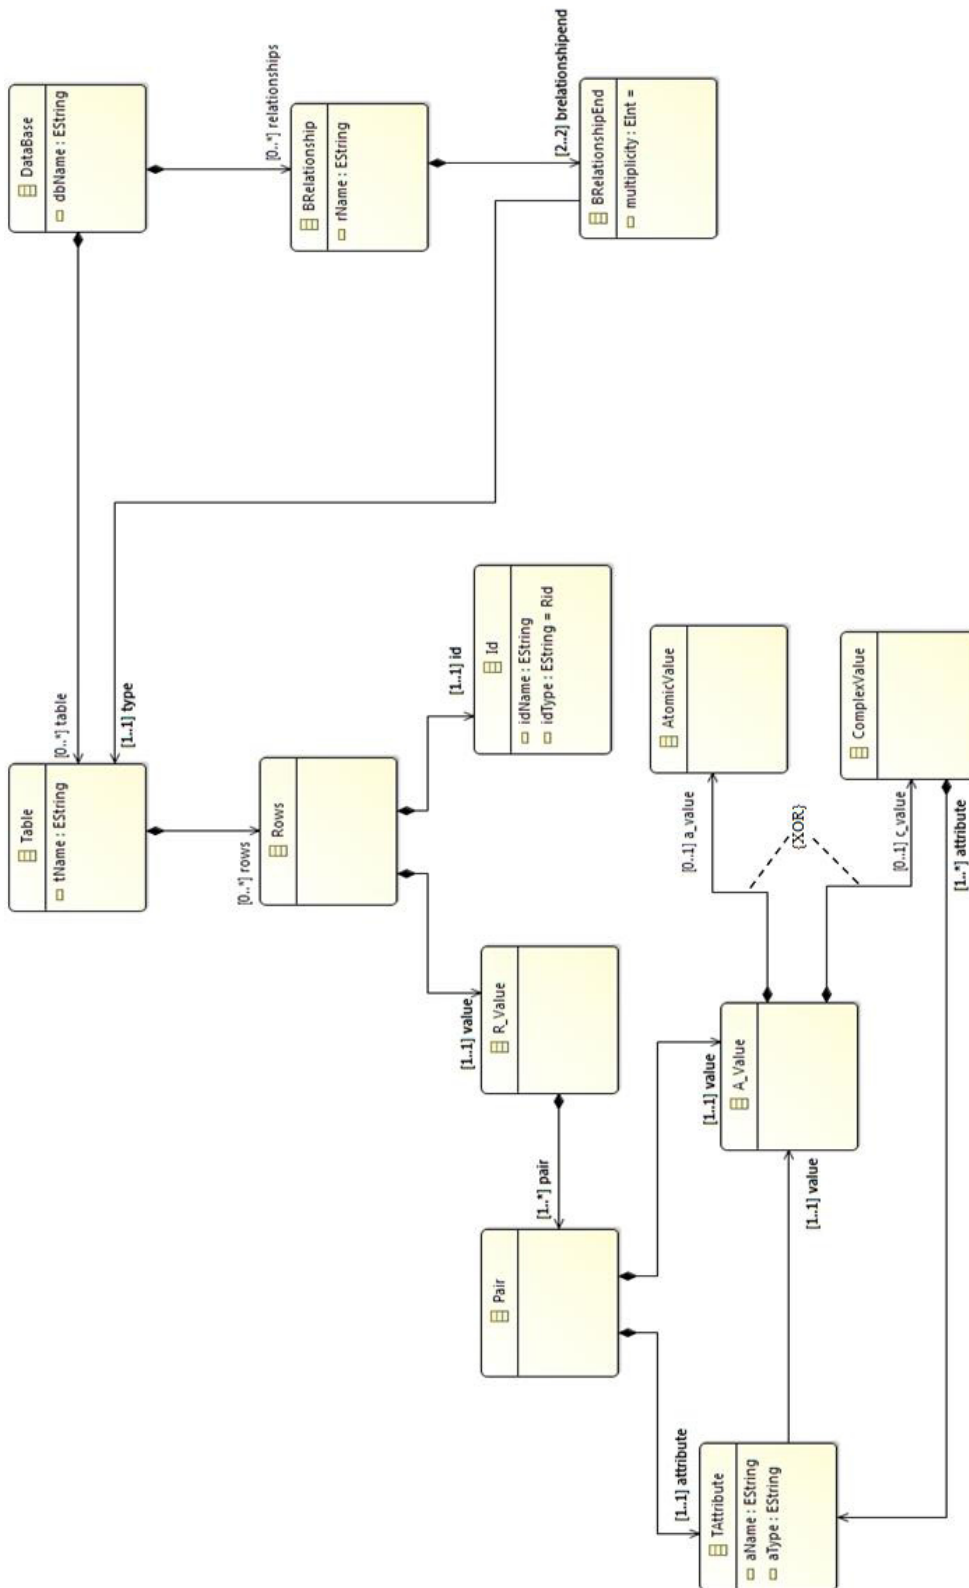 DataBase
dbName : EString
[0..*] relationships
BRelationship
rName : EString
[2..2] brelationshipend
BRelationshipEnd
multiplicity : EInt =
[0..*] table
[1..1] type
Table
tName : EString
[0..*] rows
Rows
[1..1] id
Id
idName : EString
idType : EString = Rid
[1..1] value
R_Value
[1..*] pair
Pair
[1..1] attribute
TAttribute
aName : EString
aType : EString
[1..1] value
[1..1] value
A_Value
[0..1] a_value
AtomicValue
{XOR}
[0..1] c_value
ComplexValue
[1..*] attribute